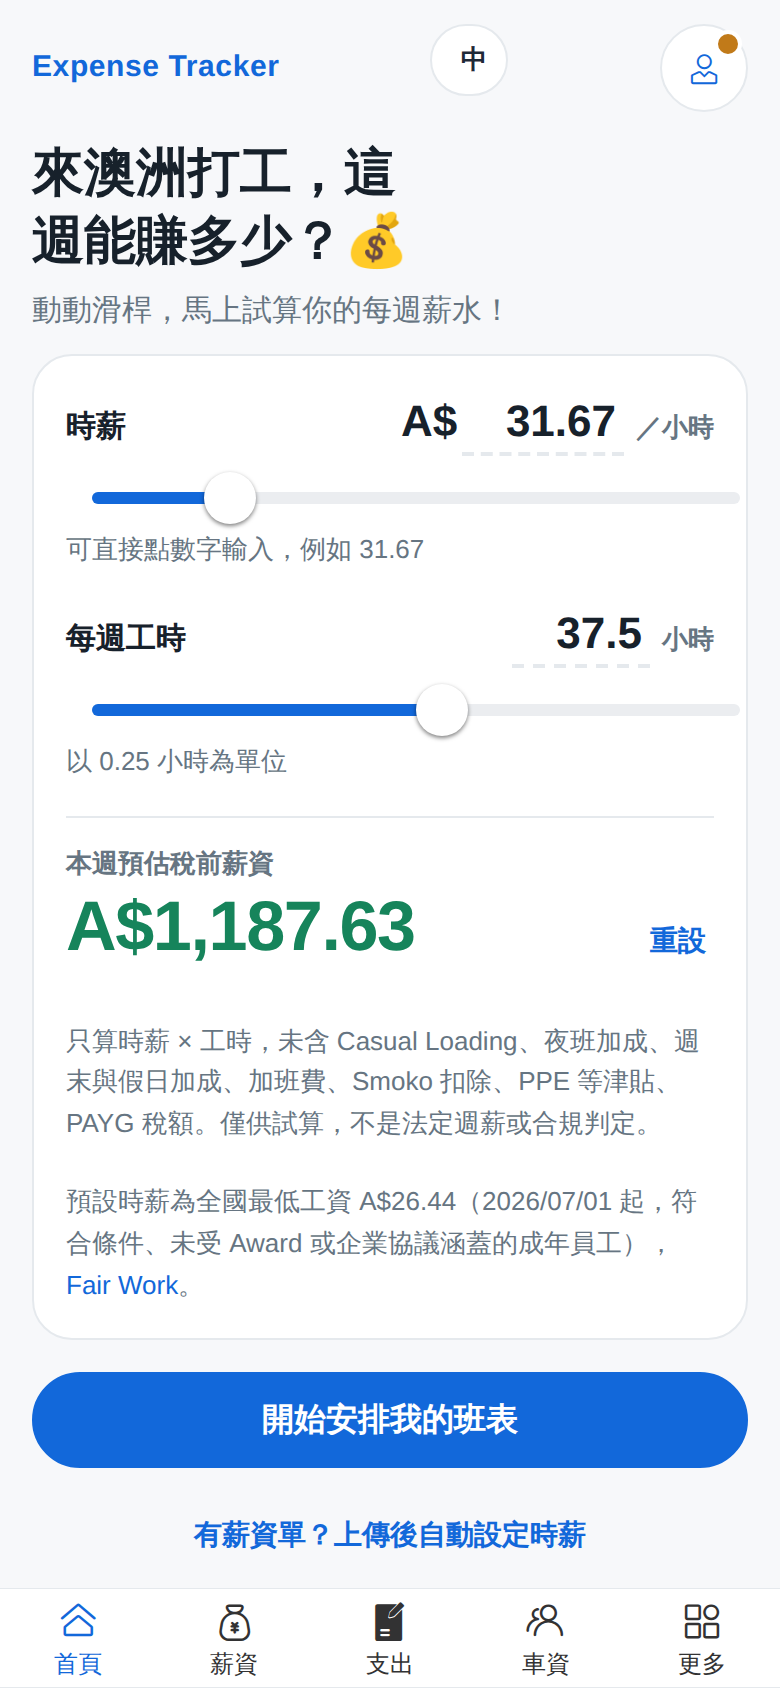 Expense Tracker
中
來澳洲打工，這
週能賺多少？💰
動動滑桿，馬上試算你的每週薪水！
時薪 A$ 31.67 ／小時
可直接點數字輸入，例如 31.67
每週工時 37.5 小時
以 0.25 小時為單位
本週預估稅前薪資
A$1,187.63
重設
只算時薪 × 工時，未含 Casual Loading、夜班加成、週
末與假日加成、加班費、Smoko 扣除、PPE 等津貼、
PAYG 稅額。僅供試算，不是法定週薪或合規判定。
預設時薪為全國最低工資 A$26.44（2026/07/01 起，符
合條件、未受 Award 或企業協議涵蓋的成年員工），
Fair Work。
開始安排我的班表
有薪資單？上傳後自動設定時薪
首頁 薪資 支出 車資 更多